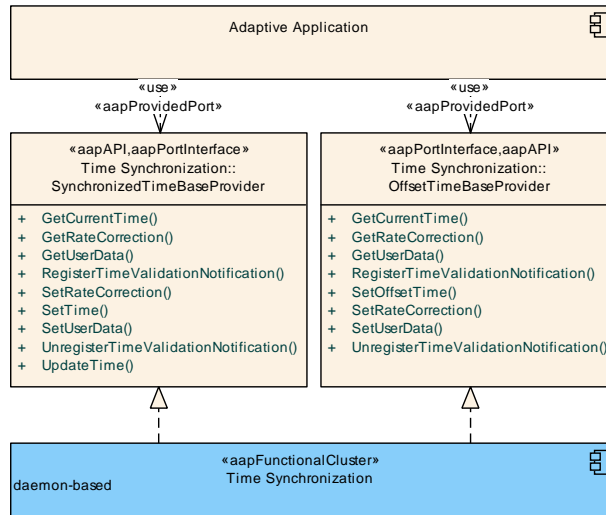 Adaptive Application
«use»
«aapProvidedPort»
«use»
«aapProvidedPort»
«aapAPI,aapPortInterface»
Time Synchronization::
SynchronizedTimeBaseProvider
+ GetCurrentTime()
+ GetRateCorrection()
+ GetUserData()
+ RegisterTimeValidationNotification()
+ SetRateCorrection()
+ SetTime()
+ SetUserData()
+ UnregisterTimeValidationNotification()
+ UpdateTime()
«aapPortInterface,aapAPI»
Time Synchronization::
OffsetTimeBaseProvider
+ GetCurrentTime()
+ GetRateCorrection()
+ GetUserData()
+ RegisterTimeValidationNotification()
+ SetOffsetTime()
+ SetRateCorrection()
+ SetUserData()
+ UnregisterTimeValidationNotification()
«aapFunctionalCluster»
Time Synchronization
daemon-based